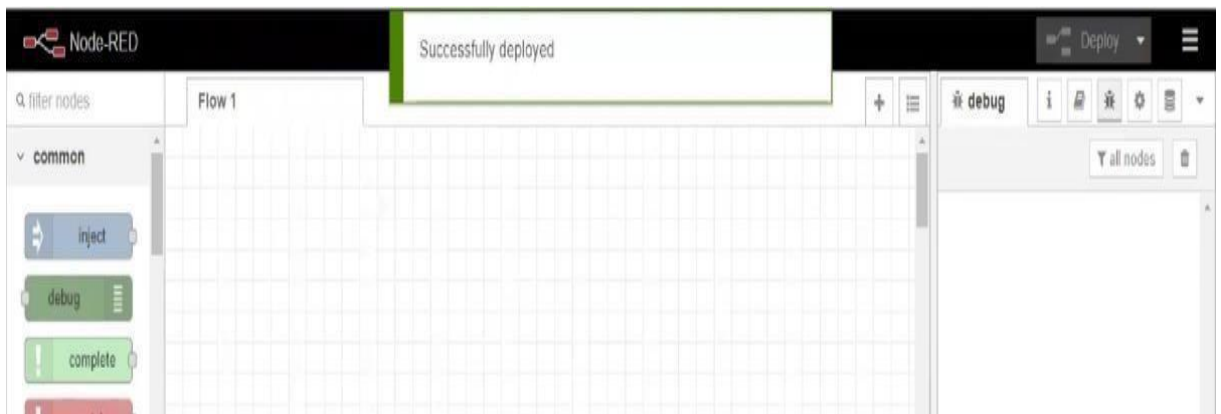 Node-RED
Successfully deployed
Deploy
filter nodes
Flow 1
debug
i
all nodes
common
inject
debug
complete